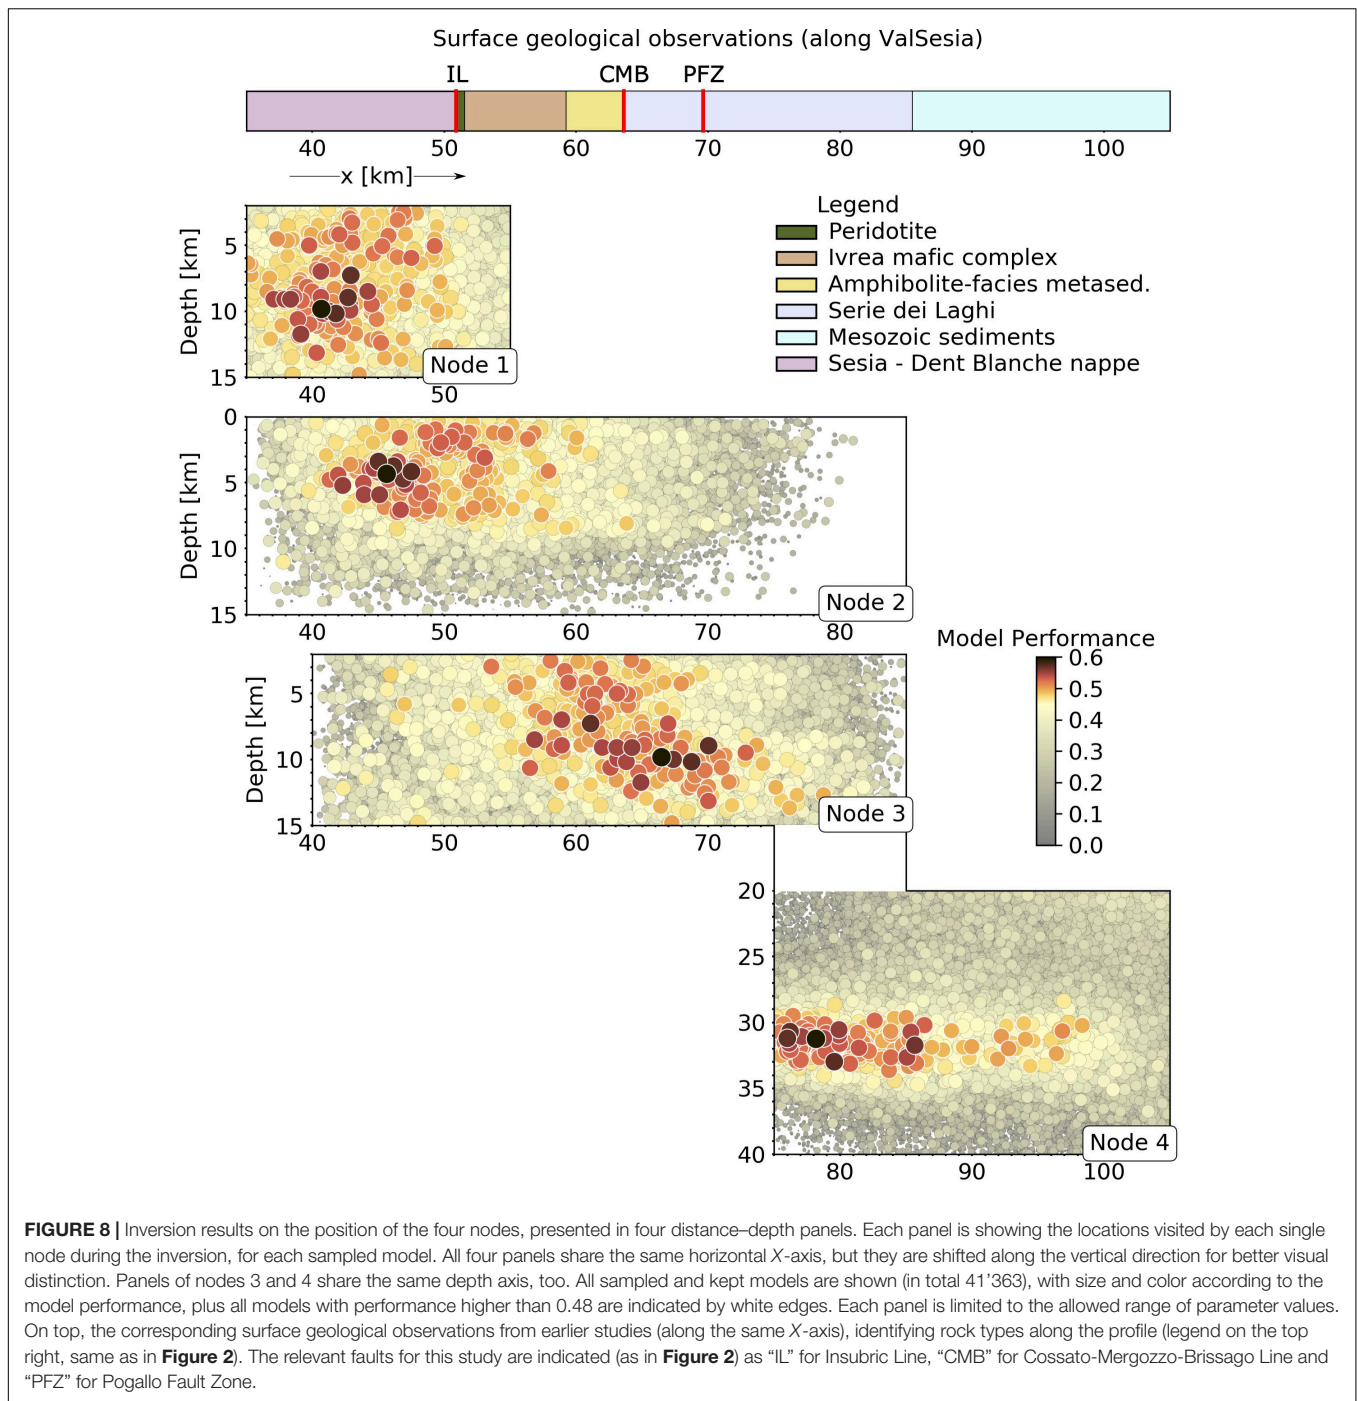 Surface geological observations (along ValSesia)
IL CMB PFZ
40 50 60 70 80 90 100
x [km]
Legend
Peridotite
Ivrea mafic complex
Amphibolite-facies metased.
Serie dei Laghi
Mesozoic sediments
Sesia - Dent Blanche nappe
Depth [km]
5
10
15
Node 1
40 50
Depth [km]
0
5
10
15
Node 2
40 50 60 70 80
Depth [km]
5
10
15
Node 3
40 50 60 70
Model Performance
0.6
0.5
0.4
0.3
0.2
0.1
0.0
20
25
30
35
40
Node 4
80 90 100
FIGURE 8 | Inversion results on the position of the four nodes, presented in four distance–depth panels. Each panel is showing the locations visited by each single
node during the inversion, for each sampled model. All four panels share the same horizontal X-axis, but they are shifted along the vertical direction for better visual
distinction. Panels of nodes 3 and 4 share the same depth axis, too. All sampled and kept models are shown (in total 41'363), with size and color according to the
model performance, plus all models with performance higher than 0.48 are indicated by white edges. Each panel is limited to the allowed range of parameter values.
On top, the corresponding surface geological observations from earlier studies (along the same X-axis), identifying rock types along the profile (legend on the top
right, same as in Figure 2). The relevant faults for this study are indicated (as in Figure 2) as “IL” for Insubric Line, “CMB” for Cossato-Mergozzo-Brissago Line and
“PFZ” for Pogallo Fault Zone.